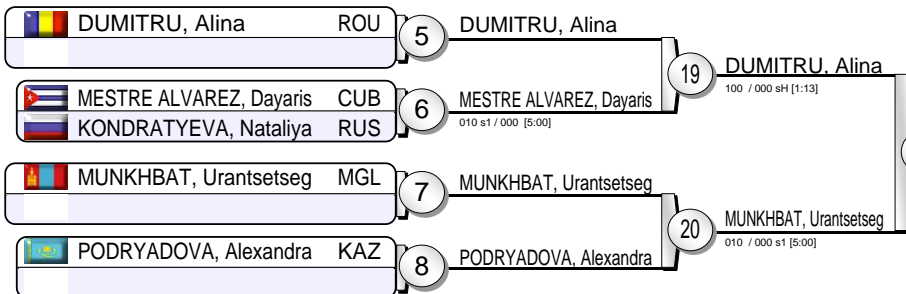 DUMITRU, Alina ROU
5 DUMITRU, Alina
19 DUMITRU, Alina
100 / 000 sH [1:13]
MESTRE ALVAREZ, Dayaris CUB
KONDRATYEVA, Nataliya RUS
6 MESTRE ALVAREZ, Dayaris
010 s1 / 000 [5:00]
MUNKHBAT, Urantsetseg MGL
7 MUNKHBAT, Urantsetseg
20 MUNKHBAT, Urantsetseg
010 / 000 s1 [5:00]
PODRYADOVA, Alexandra KAZ
8 PODRYADOVA, Alexandra